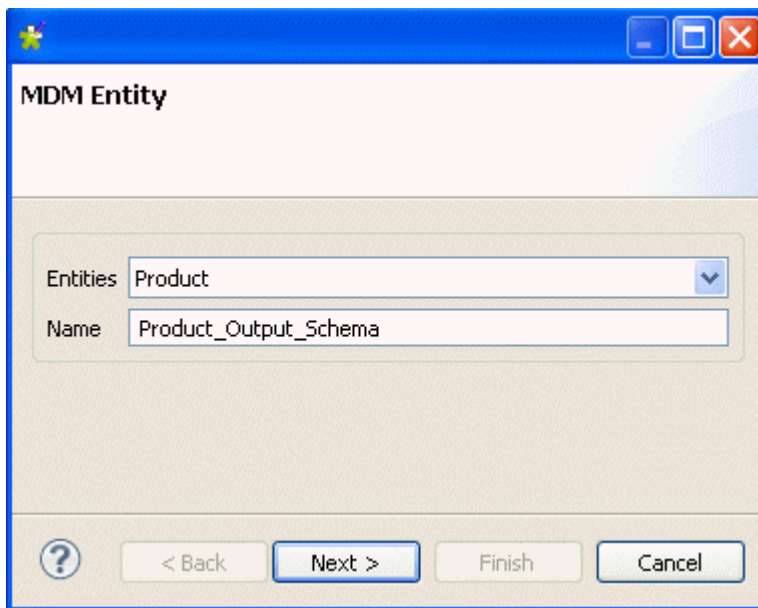 MDM Entity
Entities Product
Name Product_Output_Schema
? < Back Next > Finish Cancel